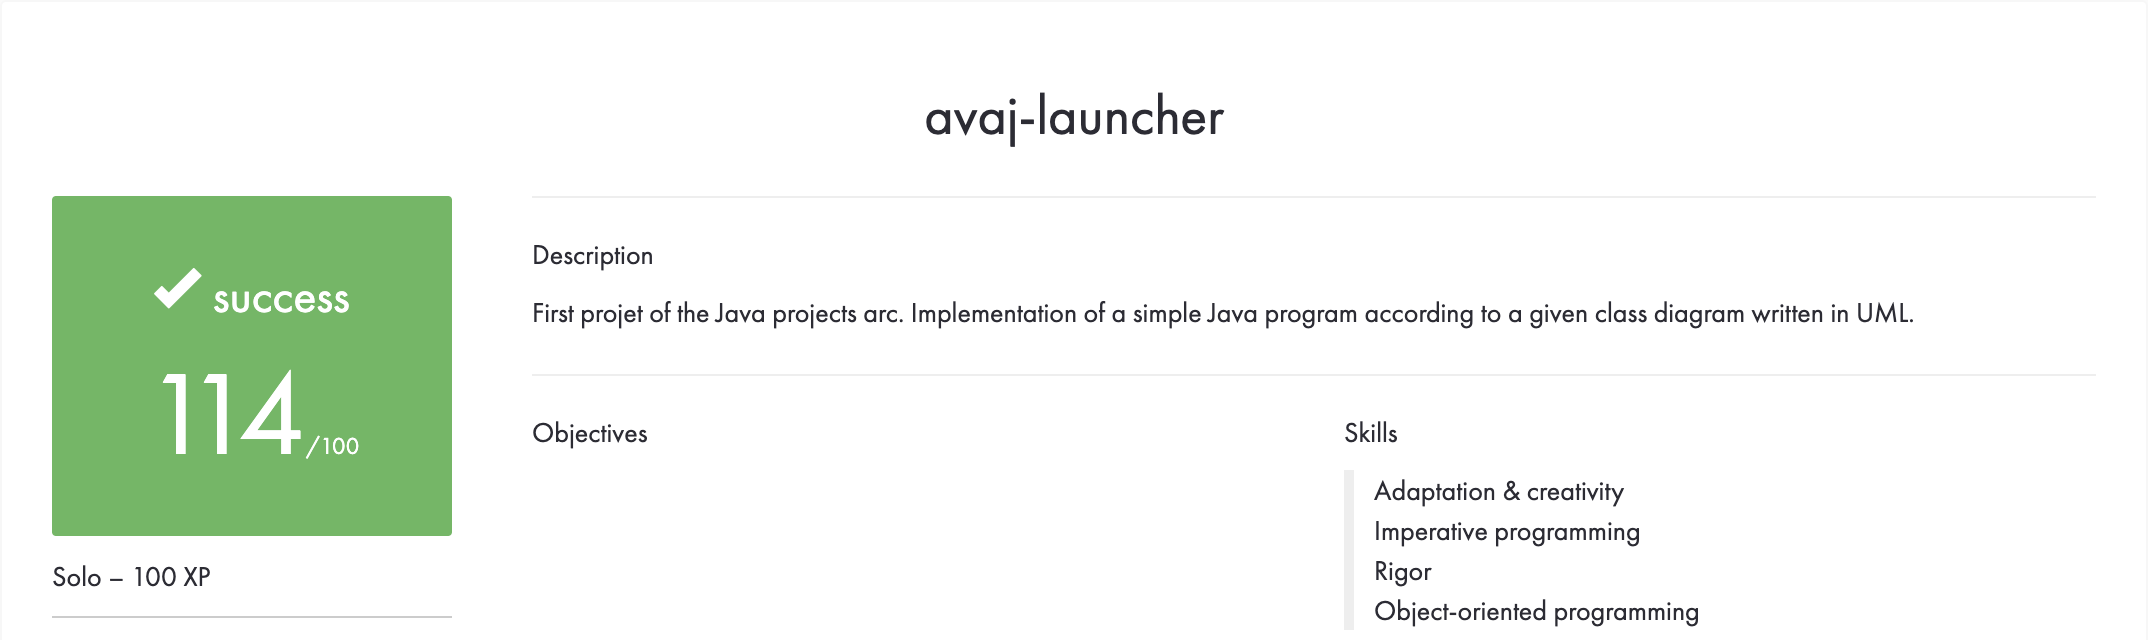 avaj-launcher
success
114/100
Solo – 100 XP
Description
First projet of the Java projects arc. Implementation of a simple Java program according to a given class diagram written in UML.
Objectives
Skills
Adaptation & creativity
Imperative programming
Rigor
Object-oriented programming